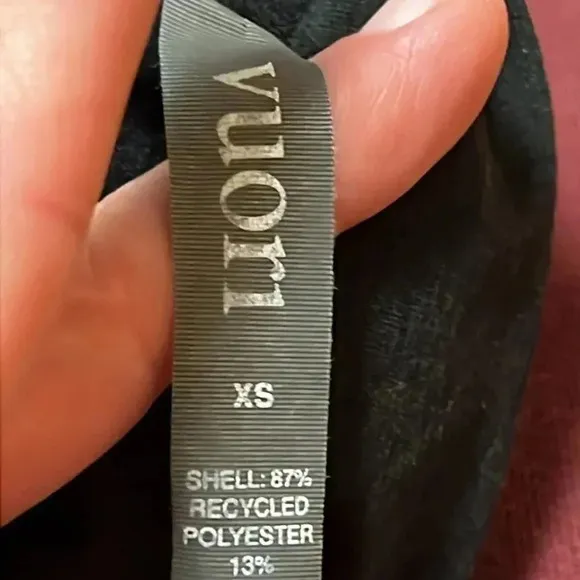 vuori
XS
SHELL: 87%
RECYCLED
POLYESTER
13%